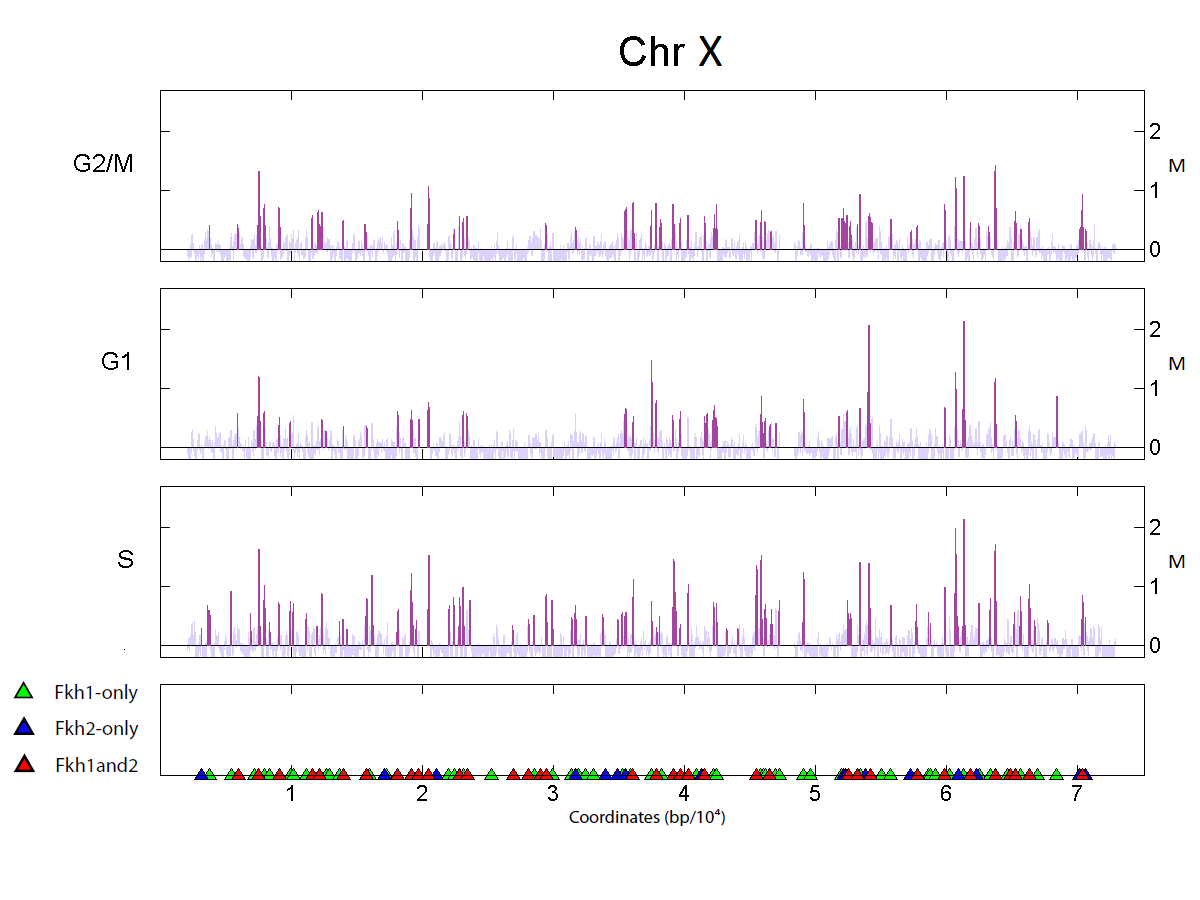 Chr X
G2/M
2
1
0
M
G1
2
1
0
M
S
2
1
0
M
Fkh1-only
Fkh2-only
Fkh1and2
1 2 3 4 5 6 7
Coordinates (bp/10⁴)